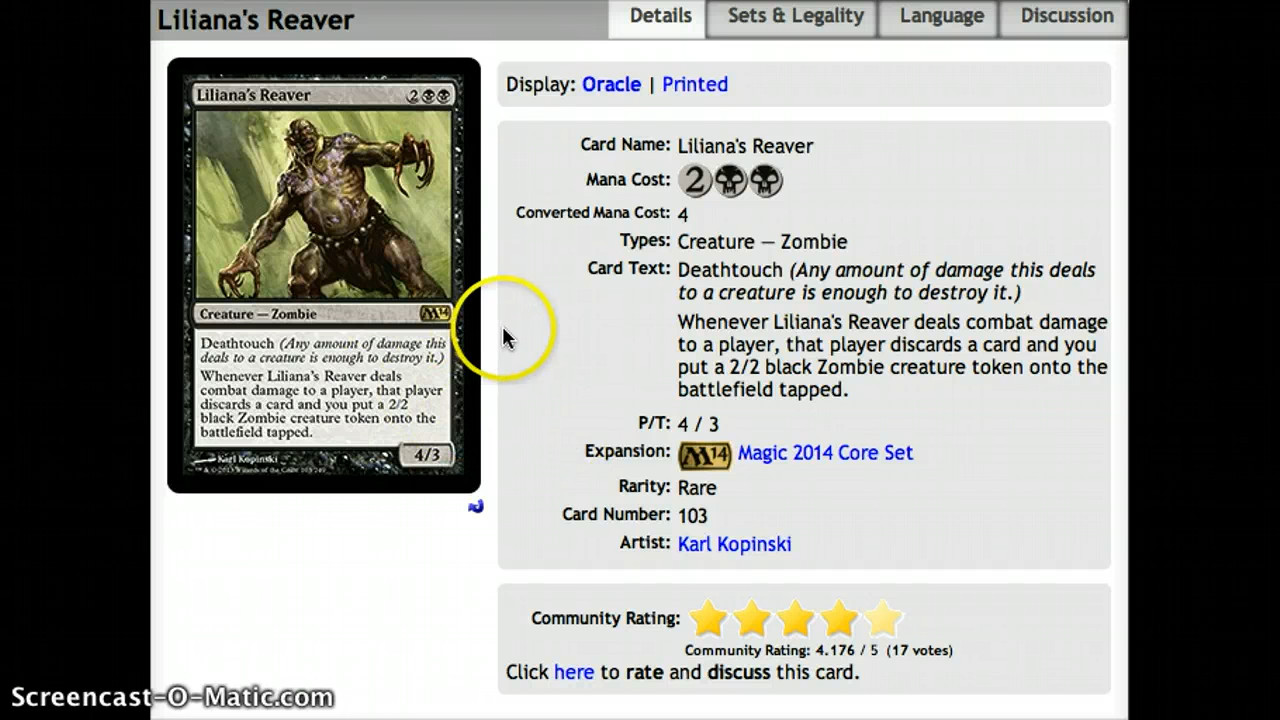 Liliana's Reaver
Details
Sets & Legality
Language
Discussion
Liliana's Reaver 2
Creature — Zombie M14
Deathtouch (Any amount of damage this
deals to a creature is enough to destroy it.)
Whenever Liliana's Reaver deals
combat damage to a player, that player
discards a card and you put a 2/2
black Zombie creature token onto the
battlefield tapped.
Karl Kopinski
4/3
Display: Oracle | Printed
Card Name: Liliana's Reaver
Mana Cost: 2
Converted Mana Cost: 4
Types: Creature — Zombie
Card Text: Deathtouch (Any amount of damage this deals
to a creature is enough to destroy it.)
Whenever Liliana's Reaver deals combat damage
to a player, that player discards a card and you
put a 2/2 black Zombie creature token onto the
battlefield tapped.
P/T: 4 / 3
Expansion: M14 Magic 2014 Core Set
Rarity: Rare
Card Number: 103
Artist: Karl Kopinski
Community Rating:
Community Rating: 4.176 / 5 (17 votes)
Click here to rate and discuss this card.
Screencast-O-Matic.com